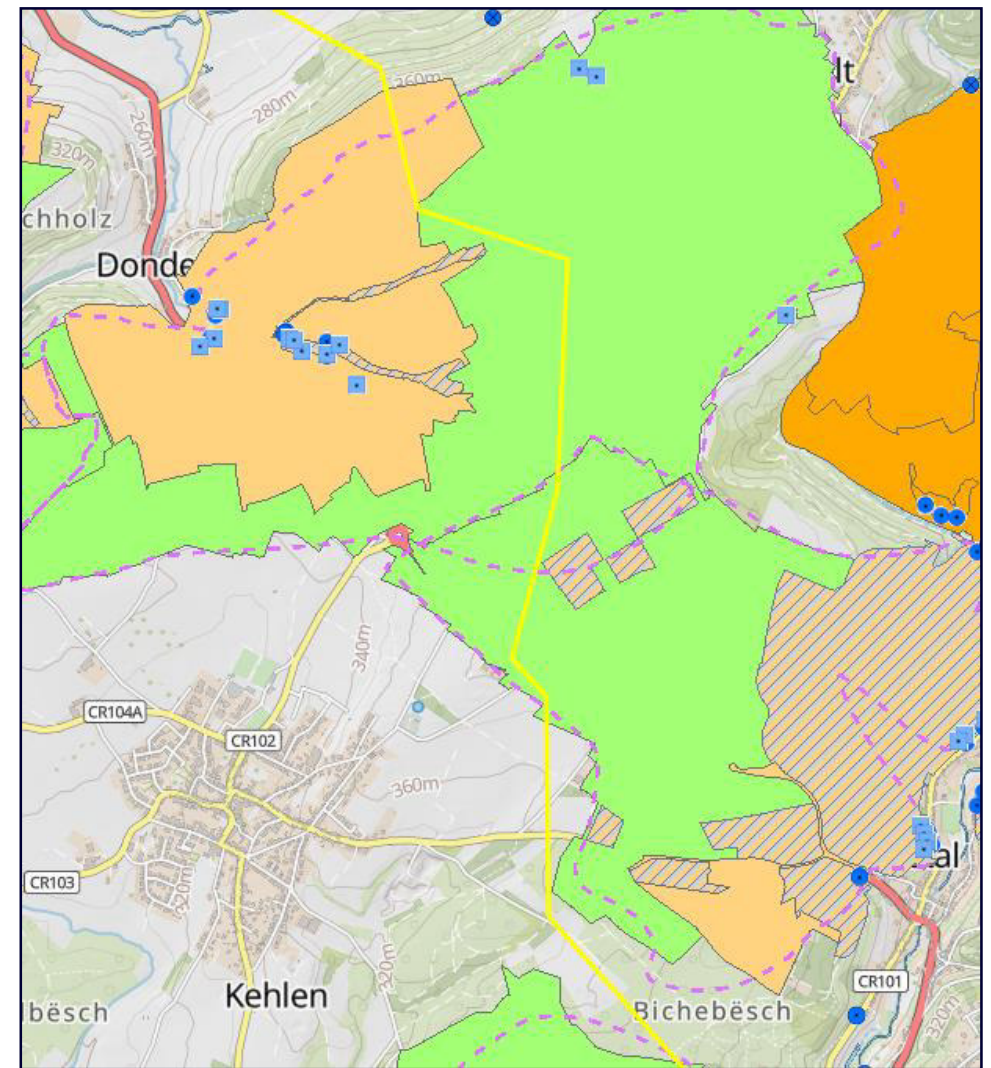 260m
lt
280m
260m
320m
chholz
Donde
340m
CR104A
CR102
360m
CR103
320m
al
320m
CR101
Kehlen
lbësch
Bichebësch
320m